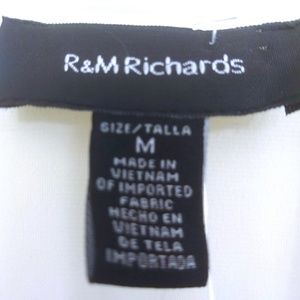 R&M Richards
SIZE/TALLA
M
MADE IN
VIETNAM
OF IMPORTED
FABRIC
HECHO EN
VIETNAM
DE TELA
IMPORTADA